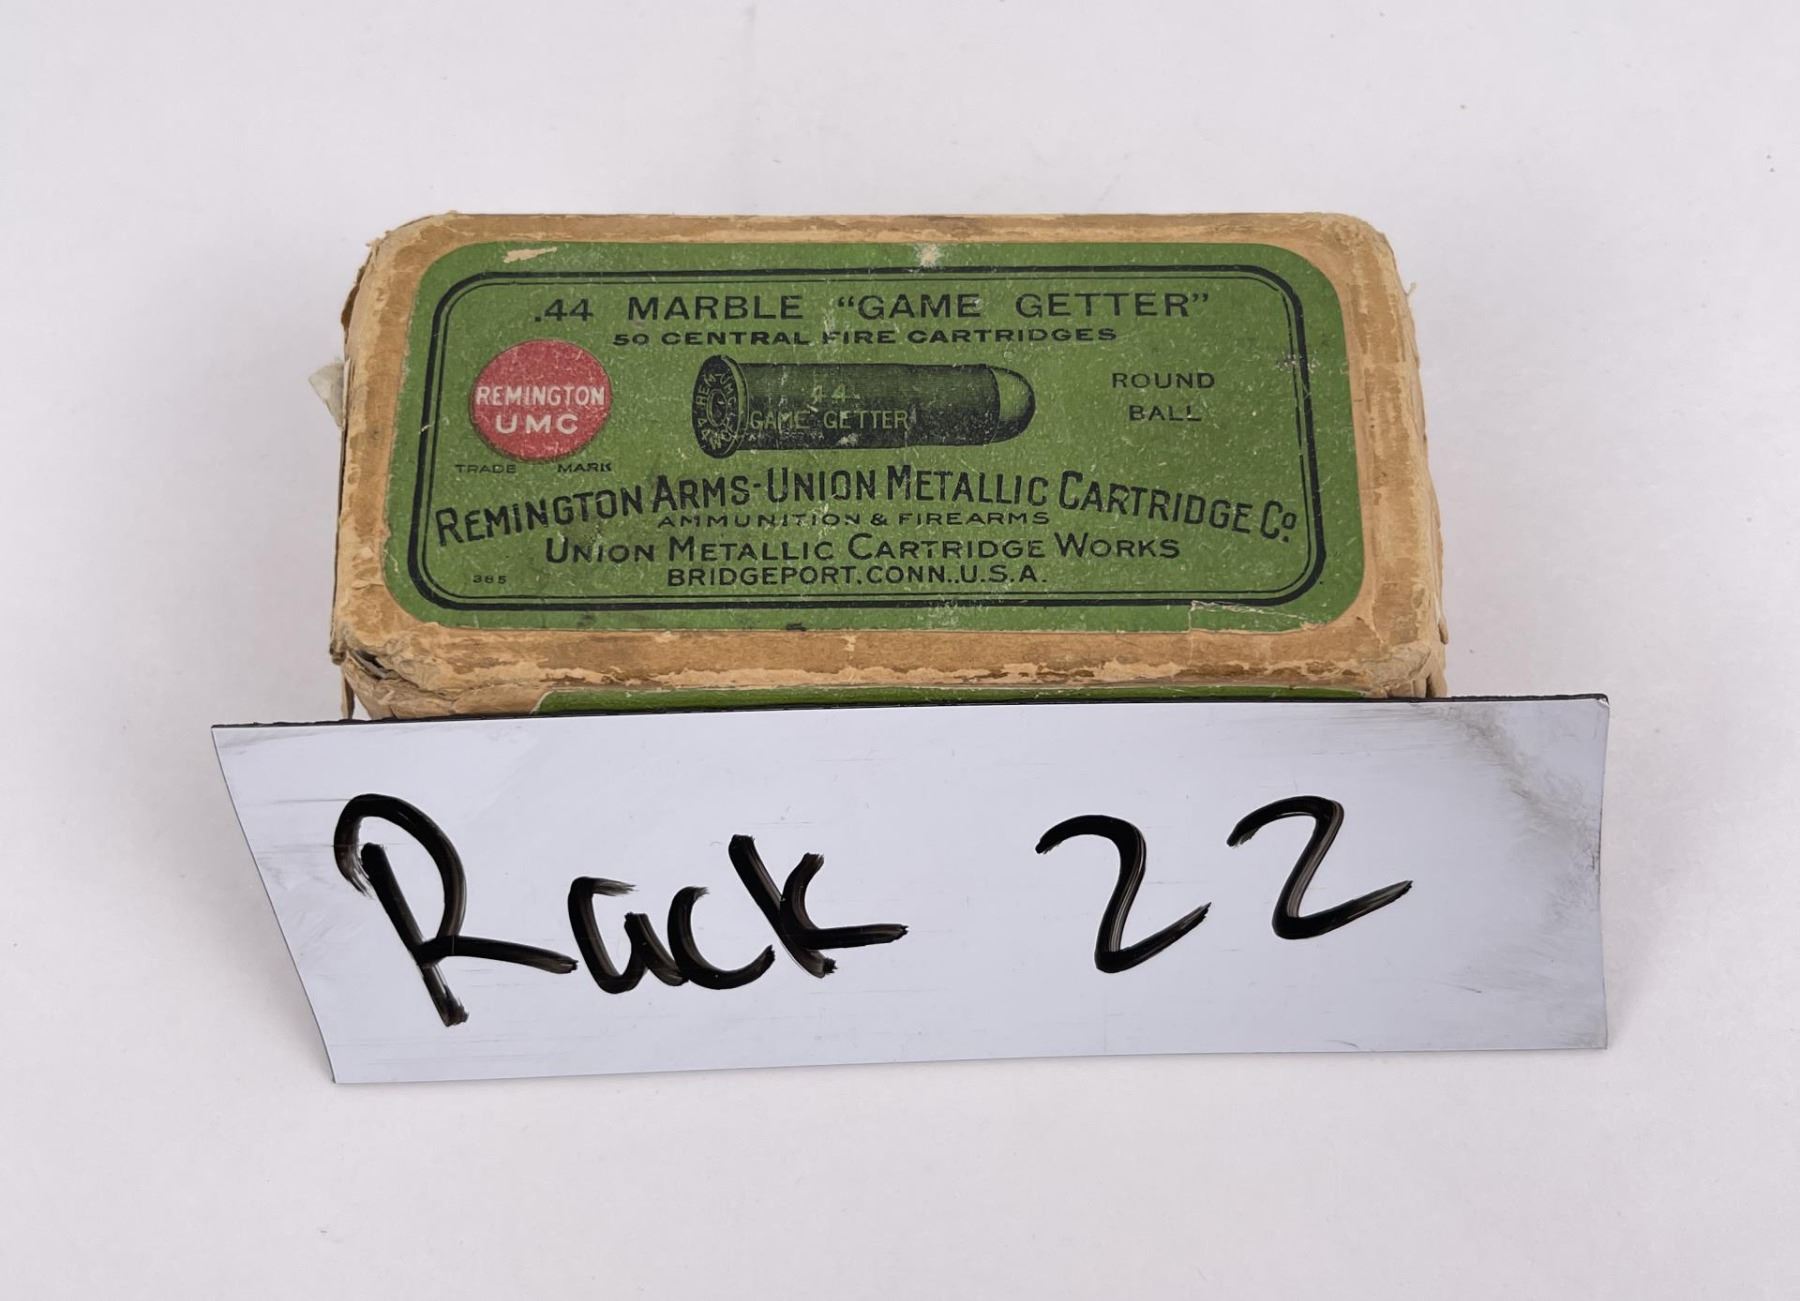 .44 MARBLE “GAME GETTER”
50 CENTRAL FIRE CARTRIDGES
REMINGTON
UMC
TRADE MARK
44
GAME GETTER
ROUND
BALL
REMINGTON ARMS-UNION METALLIC CARTRIDGE Co.
AMMUNITION & FIREARMS
UNION METALLIC CARTRIDGE WORKS
385
BRIDGEPORT, CONN., U.S.A.
Rack 22